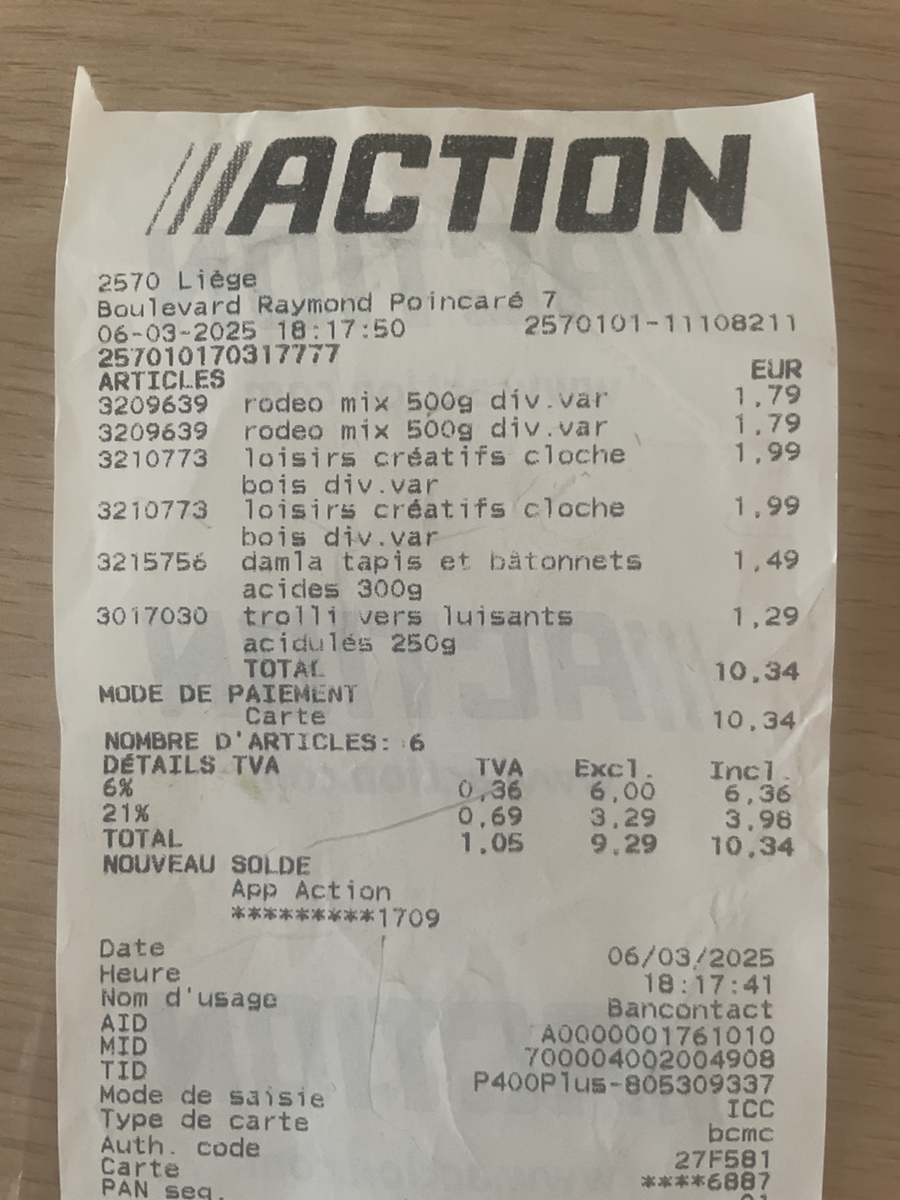 ///ACTION
2570 Liège
Boulevard Raymond Poincaré 7
06-03-2025 18:17:50 2570101-11108211
257010170317777
ARTICLES EUR
3209639 rodeo mix 500g div.var 1,79
3209639 rodeo mix 500g div.var 1,79
3210773 loisirs créatifs cloche 1,99
bois div.var
3210773 loisirs créatifs cloche 1,99
bois div.var
3215756 damla tapis et bâtonnets 1,49
acides 300g
3017030 trolli vers luisants 1,29
acidulés 250g
TOTAL 10,34
MODE DE PAIEMENT
Carte 10,34
NOMBRE D'ARTICLES: 6
DÉTAILS TVA TVA Excl. Incl.
6% 0,36 6,00 6,36
21% 0,69 3,29 3,98
TOTAL 1,05 9,29 10,34
NOUVEAU SOLDE
App Action
*********1709
Date 06/03/2025
Heure 18:17:41
Nom d'usage Bancontact
AID A0000001761010
MID 700004002004908
TID P400Plus-805309337
Mode de saisie ICC
Type de carte bcmc
Auth. code 27F581
Carte ****6887
PAN seq.